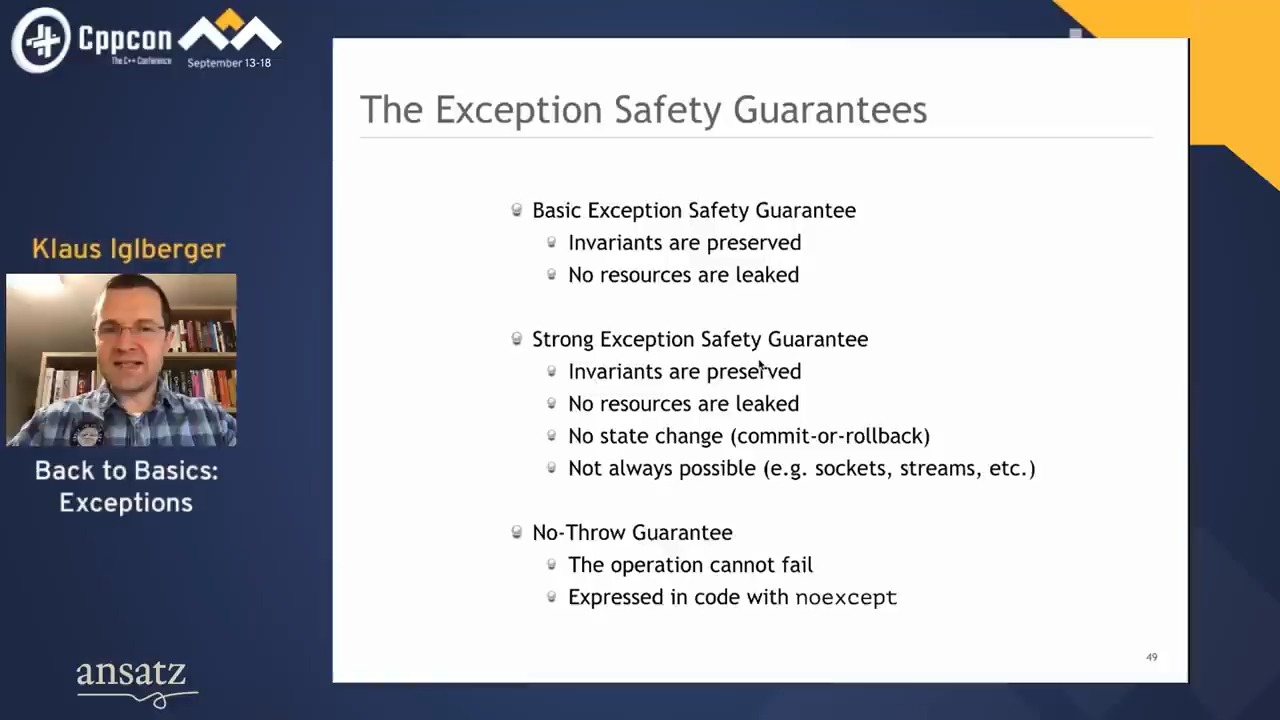 Cppcon
The C++ Conference
September 13-18
The Exception Safety Guarantees
Basic Exception Safety Guarantee
Invariants are preserved
No resources are leaked
Strong Exception Safety Guarantee
Invariants are preserved
No resources are leaked
No state change (commit-or-rollback)
Not always possible (e.g. sockets, streams, etc.)
No-Throw Guarantee
The operation cannot fail
Expressed in code with noexcept
49
Klaus Iglberger
Back to Basics:
Exceptions
ansatz